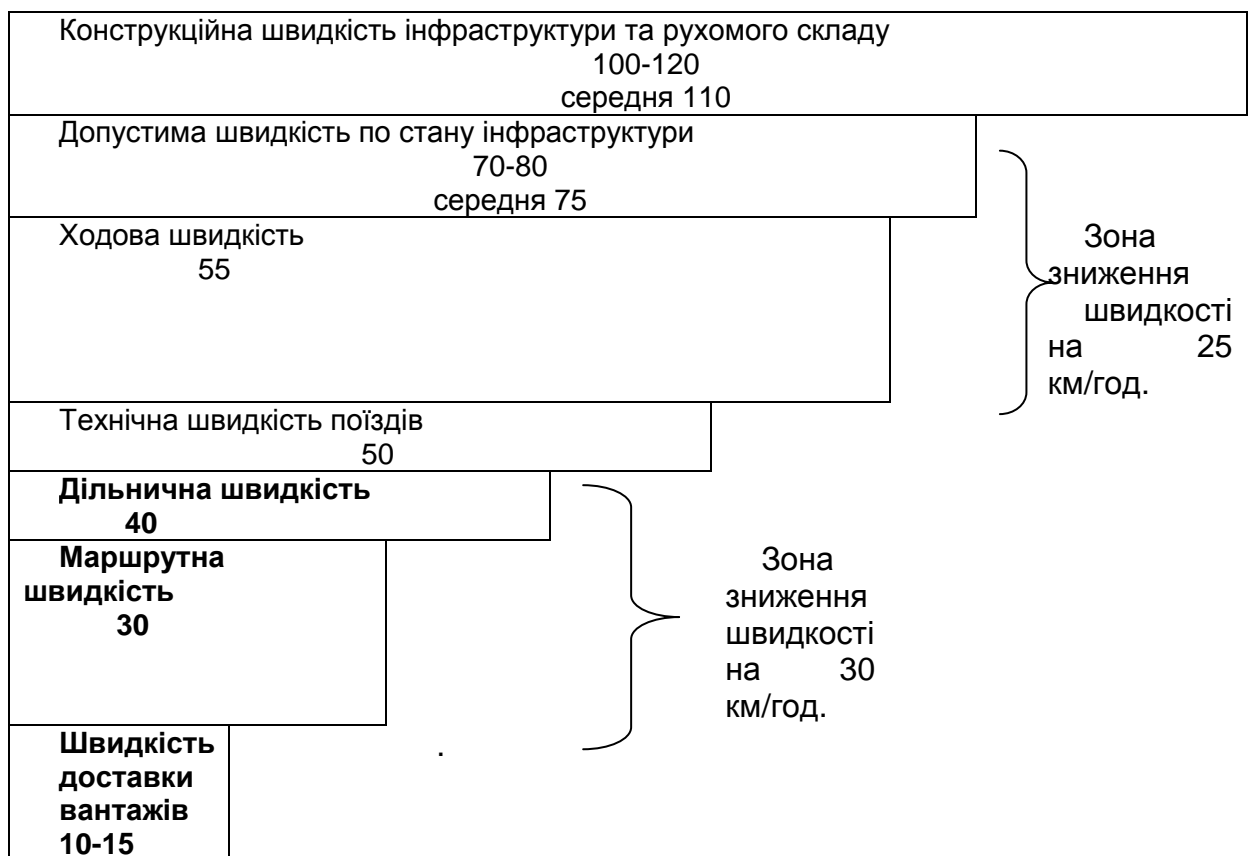 Конструкційна швидкість інфраструктури та рухомого складу
100-120
середня 110
Допустима швидкість по стану інфраструктури
70-80
середня 75
Ходова швидкість
55
Зона
зниження
швидкості
на 25
км/год.
Технічна швидкість поїздів
50
Дільнична швидкість
40
Маршрутна
швидкість
30
Зона
зниження
швидкості
на 30
км/год.
Швидкість
доставки
вантажів
10-15
.